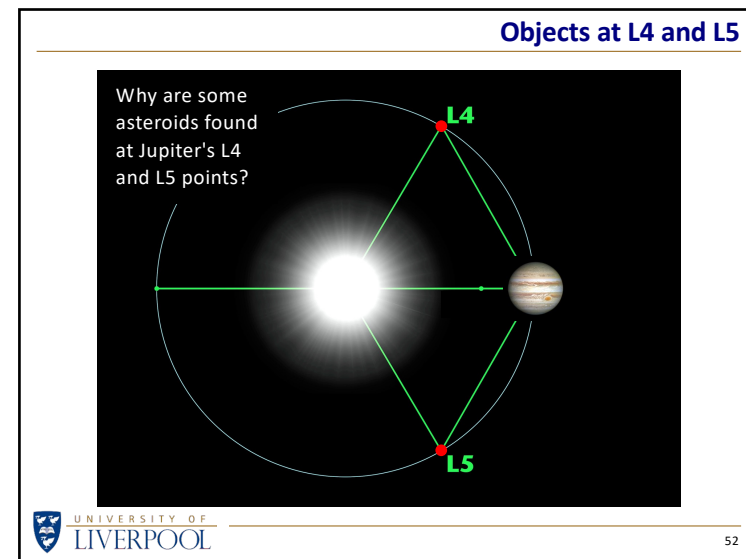 Objects at L4 and L5
Why are some
asteroids found
at Jupiter's L4
and L5 points?
L4
L5
UNIVERSITY OF
LIVERPOOL
52